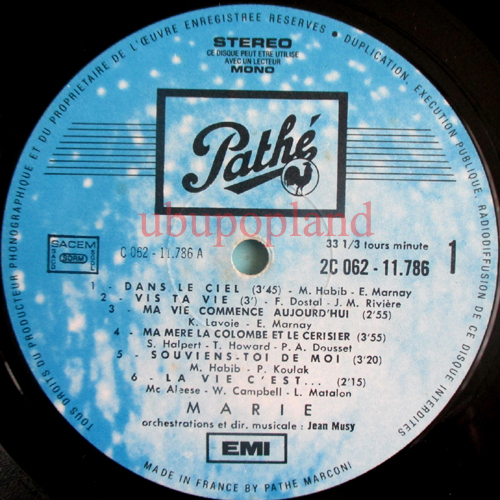 TOUS DROITS DU PRODUCTEUR PHONOGRAPHIQUE ET DU PROPRIETAIRE DE L'ŒUVRE ENREGISTREE RESERVES • DUPLICATION, EXECUTION PUBLIQUE, RADIODIFFUSION DE CE DISQUE INTERDITES
STEREO
CE DISQUE PEUT ETRE UTILISE
AVEC UN LECTEUR
MONO
Pathé
ubupopland
SACEM
SDRM
C 062 - 11.786 A
33 1/3 tours minute
2C 062 - 11.786
1
1 - DANS LE CIEL (3'45) - M. Habib - E. Marnay
2 - VIS TA VIE (3') - F. Dostal - J. M. Rivière
3 - MA VIE COMMENCE AUJOURD'HUI (2'55)
K. Lavoie - E. Marnay
4 - MA MERE LA COLOMBE ET LE CERISIER (3'55)
S. Halpert - T. Howard - P. A. Dousset
5 - SOUVIENS-TOI DE MOI (3'20)
M. Habib - P. Koulak
6 - LA VIE C'EST... (2'15)
Mc Aleese - W. Campbell - L. Matalon
MARIE
orchestrations et dir. musicale : Jean Musy
EMI
MADE IN FRANCE BY PATHE MARCONI